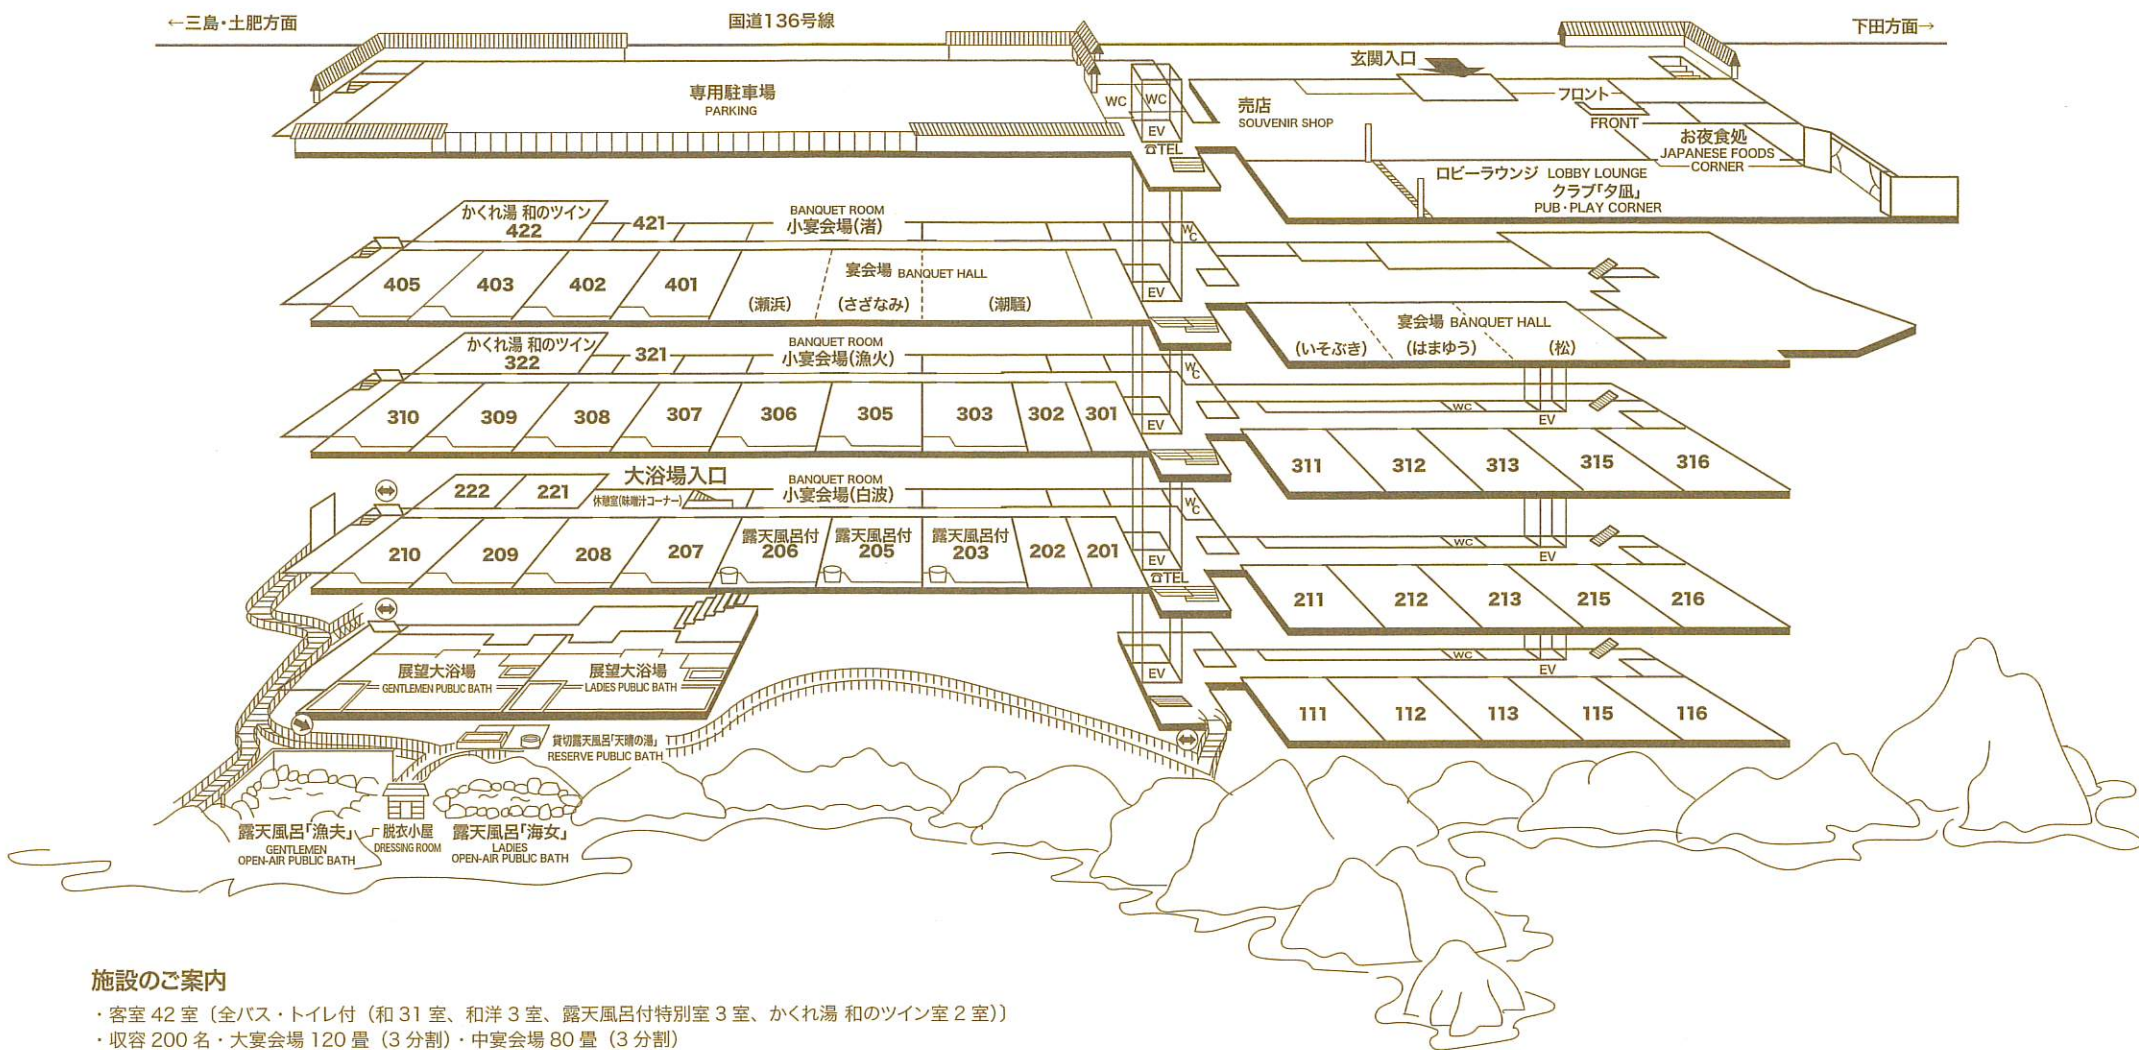 ←三島・土肥方面
国道136号線
下田方面→
玄関入口
専用駐車場
PARKING
WC
WC
EV
☎TEL
売店
SOUVENIR SHOP
フロント
FRONT
お夜食処
JAPANESE FOODS
CORNER
ロビーラウンジ LOBBY LOUNGE
クラブ「夕凪」
PUB・PLAY CORNER
かくれ湯 和のツイン
422
421
BANQUET ROOM
小宴会場(渚)
WC
405
403
402
401
宴会場 BANQUET HALL
(瀬浜)
(さざなみ)
(潮騒)
EV
宴会場 BANQUET HALL
(いそぶき)
(はまゆう)
(松)
かくれ湯 和のツイン
322
321
BANQUET ROOM
小宴会場(漁火)
WC
310
309
308
307
306
305
303
302
301
EV
WC
EV
311
312
313
315
316
222
221
大浴場入口
休憩室(味噌汁コーナー)
BANQUET ROOM
小宴会場(白波)
WC
210
209
208
207
露天風呂付
206
露天風呂付
205
露天風呂付
203
202
201
EV
☎TEL
WC
EV
211
212
213
215
216
展望大浴場
GENTLEMEN PUBLIC BATH
展望大浴場
LADIES PUBLIC BATH
EV
WC
EV
111
112
113
115
116
貸切露天風呂「天晴の湯」
RESERVE PUBLIC BATH
露天風呂「漁夫」
GENTLEMEN
OPEN-AIR PUBLIC BATH
脱衣小屋
DRESSING ROOM
露天風呂「海女」
LADIES
OPEN-AIR PUBLIC BATH
施設のご案内
・客室 42 室〔全バス・トイレ付（和 31 室、和洋 3 室、露天風呂付特別室 3 室、かくれ湯 和のツイン室 2 室）〕
・収容 200 名・大宴会場 120 畳（3 分割）・中宴会場 80 畳（3 分割）